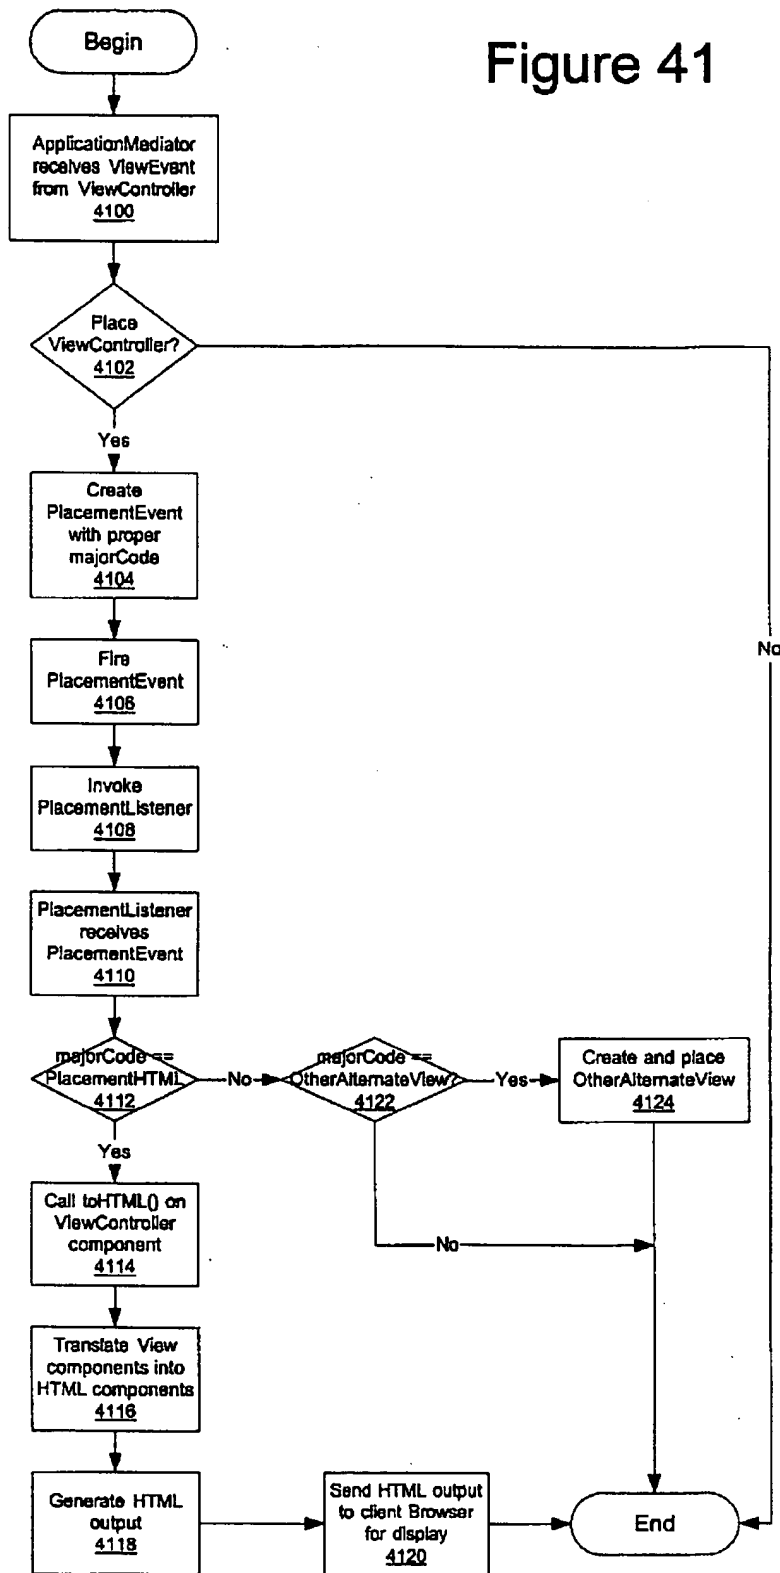 Figure 41
Begin
ApplicationMediator
receives ViewEvent
from ViewController
4100
Place
ViewController?
4102
Yes
No
Create
PlacementEvent
with proper
majorCode
4104
Fire
PlacementEvent
4106
Invoke
PlacementListener
4108
PlacementListener
receives
PlacementEvent
4110
majorCode ==
PlacementHTML
4112
No
majorCode ==
OtherAlternateView?
4122
Yes
Create and place
OtherAlternateView
4124
Yes
No
Call toHTML() on
ViewController
component
4114
Translate View
components into
HTML components
4116
Generate HTML
output
4118
Send HTML output
to client Browser
for display
4120
End